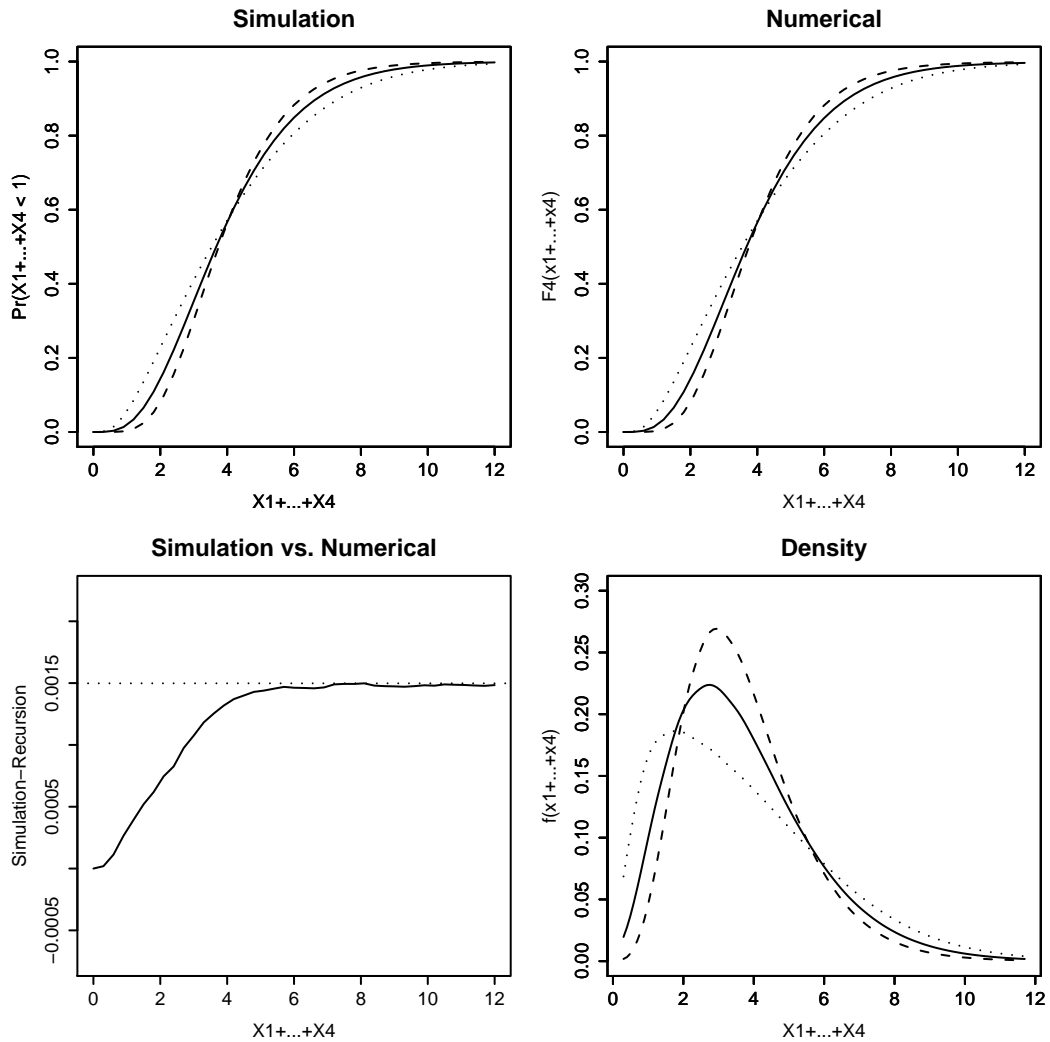 Simulation
Pr(X1+...+X4 < 1)
0.0 0.2 0.4 0.6 0.8 1.0
0 2 4 6 8 10 12
X1+...+X4
Numerical
F4(x1+...+x4)
0.0 0.2 0.4 0.6 0.8 1.0
0 2 4 6 8 10 12
X1+...+X4
Simulation vs. Numerical
Simulation−Recursion
−0.0005 0.0005 0.0015
0 2 4 6 8 10 12
X1+...+X4
Density
f(x1+...+x4)
0.00 0.05 0.10 0.15 0.20 0.25 0.30
0 2 4 6 8 10 12
X1+...+X4